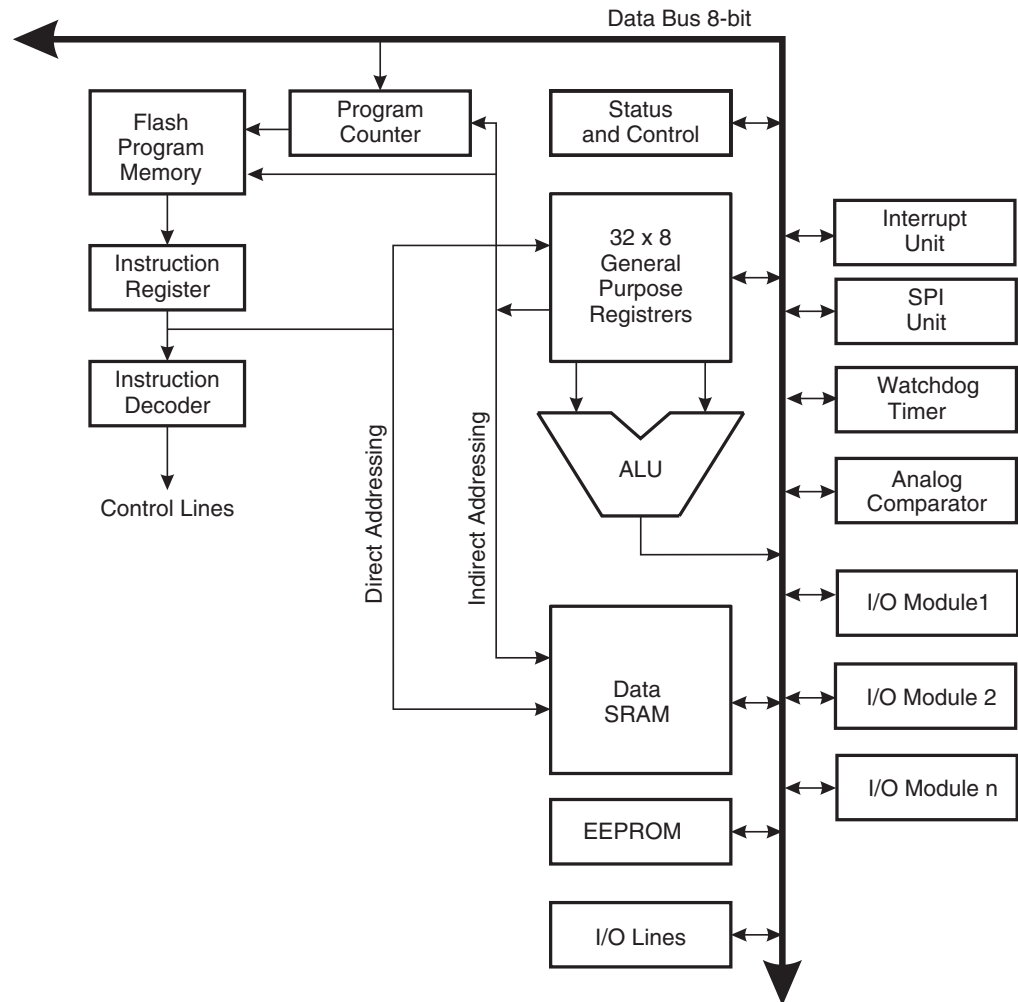 Data Bus 8-bit
Flash
Program
Memory
Program
Counter
Status
and Control
Interrupt
Unit
32 x 8
General
Purpose
Registrers
Instruction
Register
SPI
Unit
Instruction
Decoder
Watchdog
Timer
Direct Addressing
Indirect Addressing
ALU
Analog
Comparator
Control Lines
I/O Module1
Data
SRAM
I/O Module 2
I/O Module n
EEPROM
I/O Lines